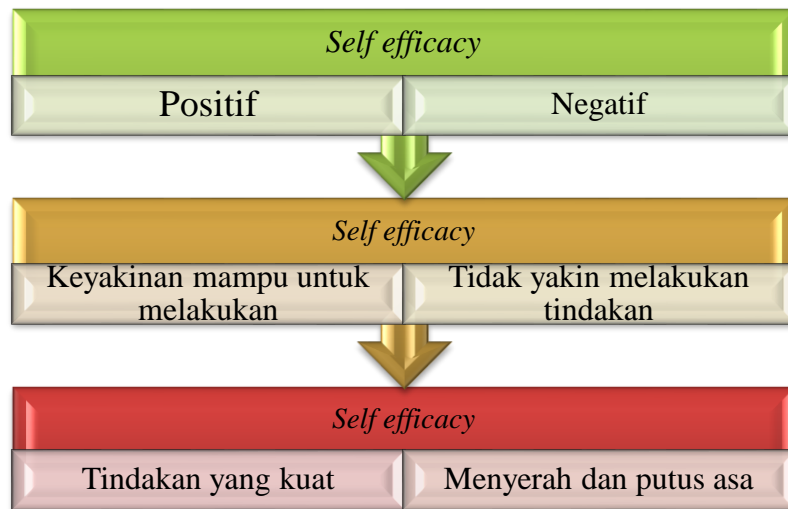 Self efficacy
Positif
Negatif
Self efficacy
Keyakinan mampu untuk
melakukan
Tidak yakin melakukan
tindakan
Self efficacy
Tindakan yang kuat
Menyerah dan putus asa